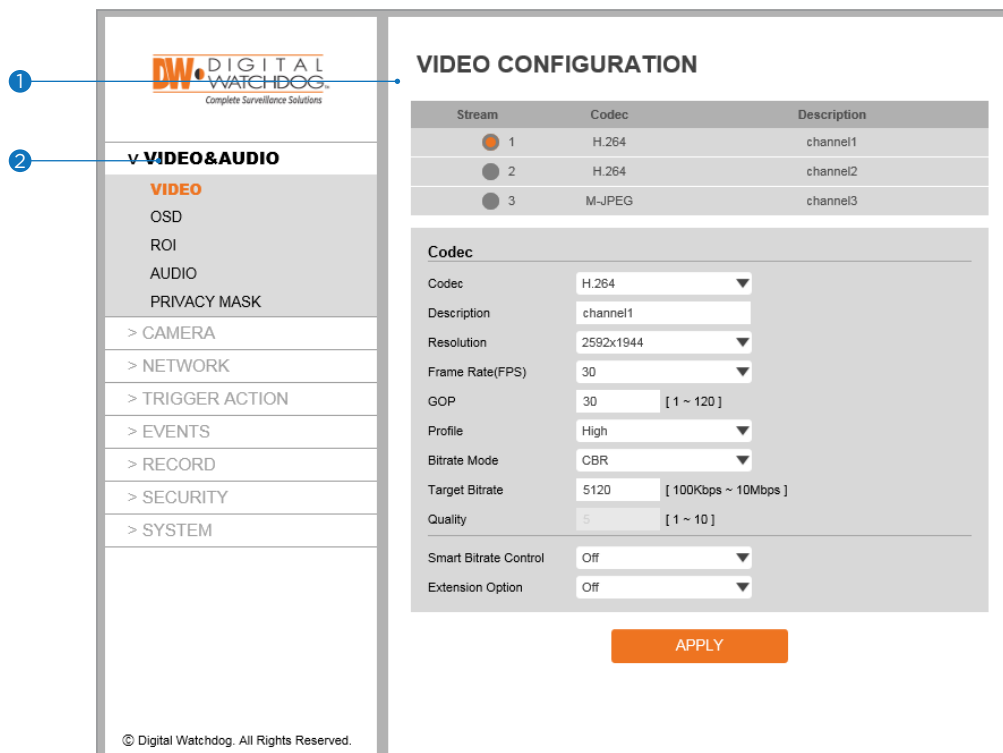 1
2
DW DIGITAL
WATCHDOG™
Complete Surveillance Solutions
V VIDEO&AUDIO
VIDEO
OSD
ROI
AUDIO
PRIVACY MASK
> CAMERA
> NETWORK
> TRIGGER ACTION
> EVENTS
> RECORD
> SECURITY
> SYSTEM
© Digital Watchdog. All Rights Reserved.
VIDEO CONFIGURATION
Stream Codec Description
1 H.264 channel1
2 H.264 channel2
3 M-JPEG channel3
Codec
Codec H.264
Description channel1
Resolution 2592x1944
Frame Rate(FPS) 30
GOP 30 [ 1 ~ 120 ]
Profile High
Bitrate Mode CBR
Target Bitrate 5120 [ 100Kbps ~ 10Mbps ]
Quality 5 [ 1 ~ 10 ]
Smart Bitrate Control Off
Extension Option Off
APPLY